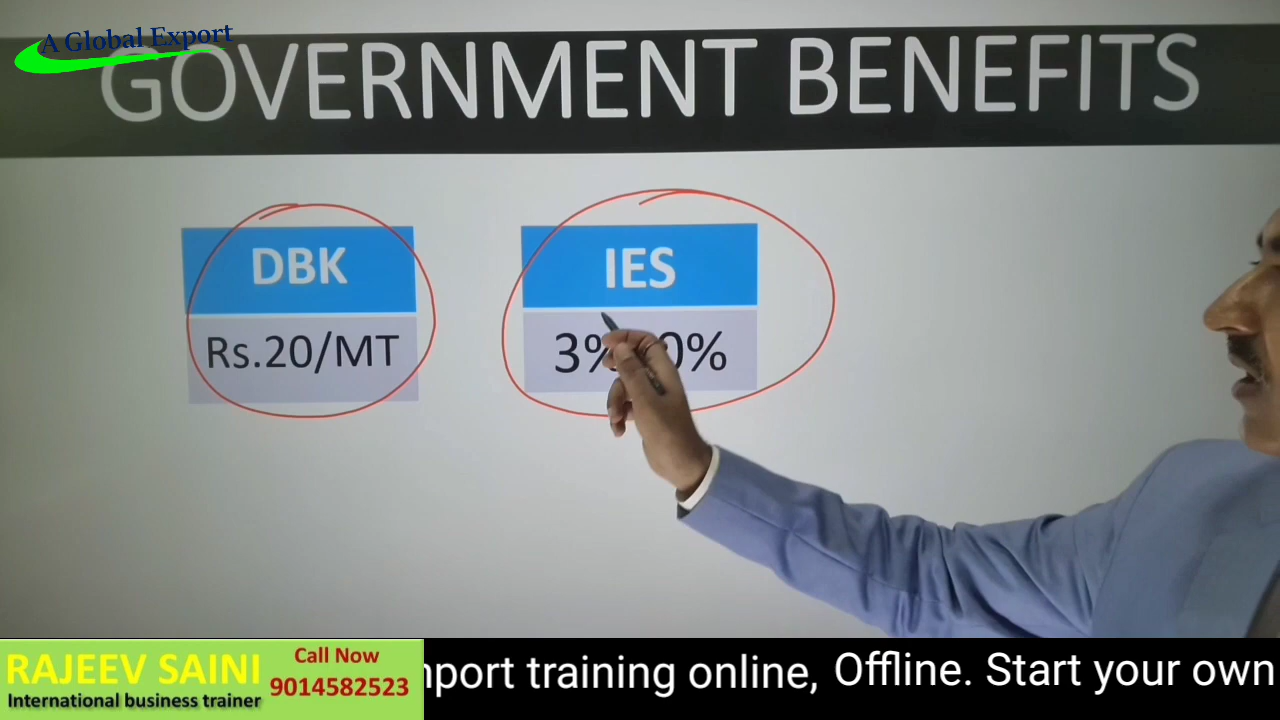 A Global Export
GOVERNMENT BENEFITS
DBK
IES
Rs.20/MT
3% 0%
RAJEEV SAINI
International business trainer
Call Now
9014582523
port training online, Offline. Start your own